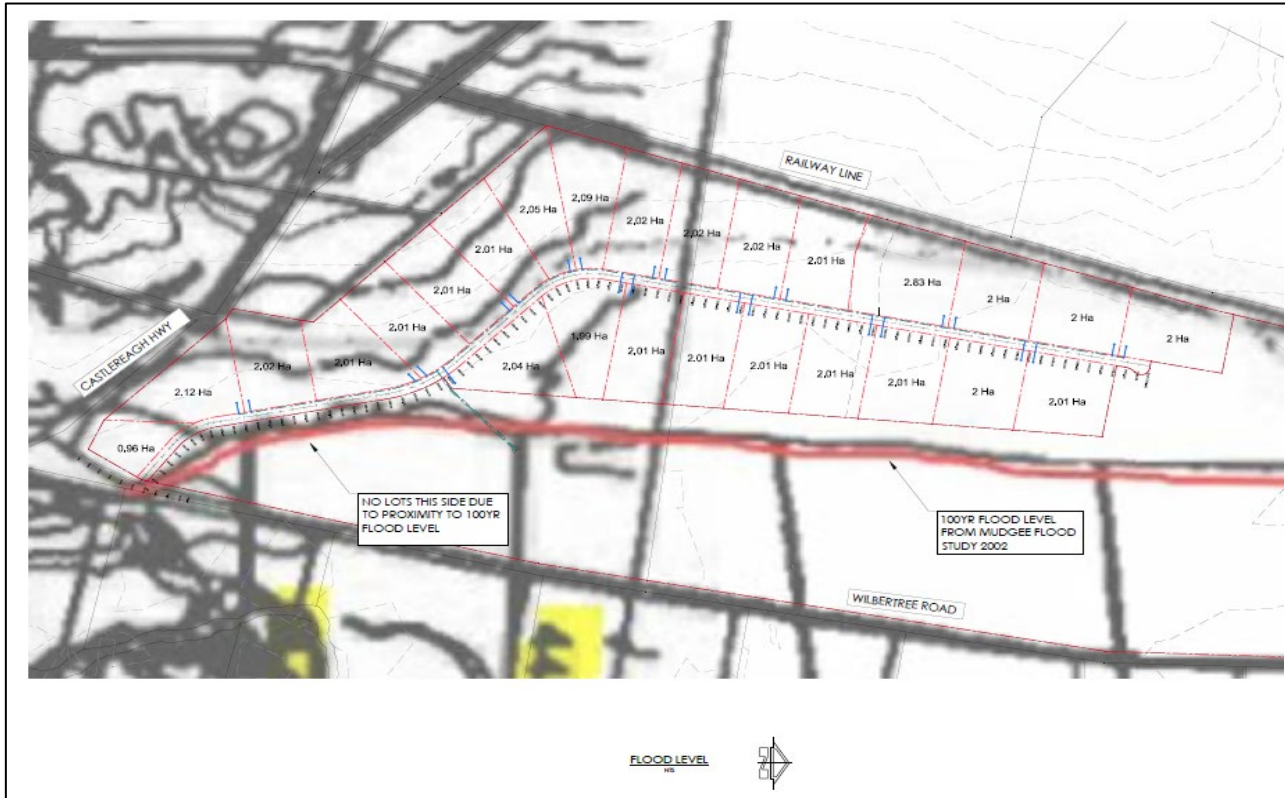 RAILWAY LINE
CASTLEREAGH HWY
2.09 Ha
2.05 Ha
2.02 Ha
2.02 Ha
2.02 Ha
2.01 Ha
2.01 Ha
2.83 Ha
2.01 Ha
2 Ha
2.01 Ha
2 Ha
1.99 Ha
2 Ha
2.02 Ha
2.01 Ha
2.04 Ha
2.01 Ha
2.01 Ha
2.01 Ha
2.01 Ha
2.01 Ha
2 Ha
2.01 Ha
2.12 Ha
0.96 Ha
NO LOTS THIS SIDE DUE
TO PROXIMITY TO 100YR
FLOOD LEVEL
100YR FLOOD LEVEL
FROM MUDGEE FLOOD
STUDY 2002
WILBERTREE ROAD
FLOOD LEVEL
NTS